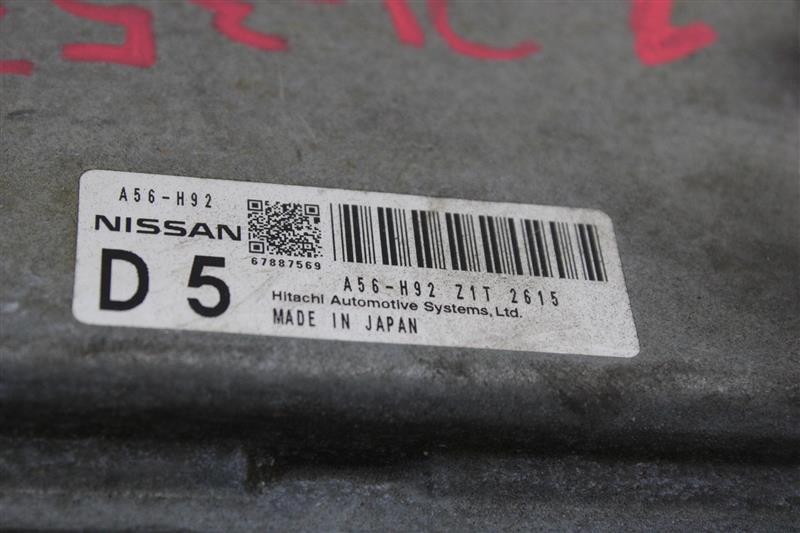 A56-H92
NISSAN
D 5
67887569
A56-H92 Z1T 2615
Hitachi Automotive Systems, Ltd.
MADE IN JAPAN